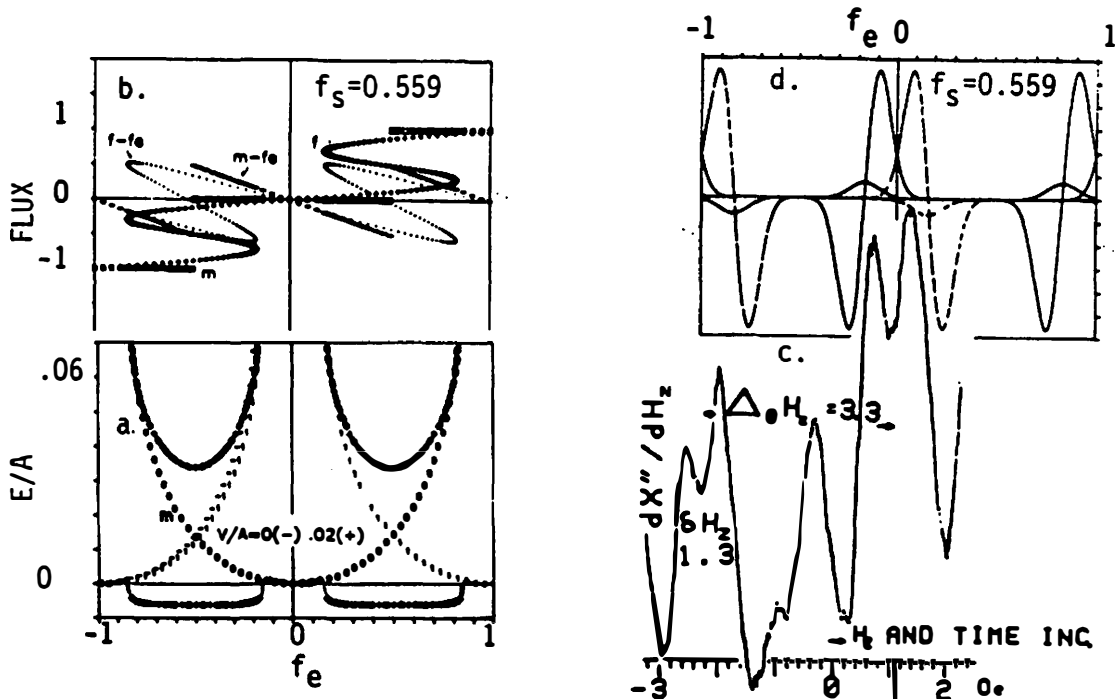 b.
f_s=0.559
1
f-fe
m-fe
f
0
FLUX
-1
m
.06
a.
E/A
m
V/A=0(-) .02(+)
0
-1 0 1
f_e
f_e
-1 0 1
d.
f_s=0.559
c.
dX″/dH_z
Δ_e H_z =3.3
δH_z
1.3
H_z AND TIME INC.
-3 0 2 Oe